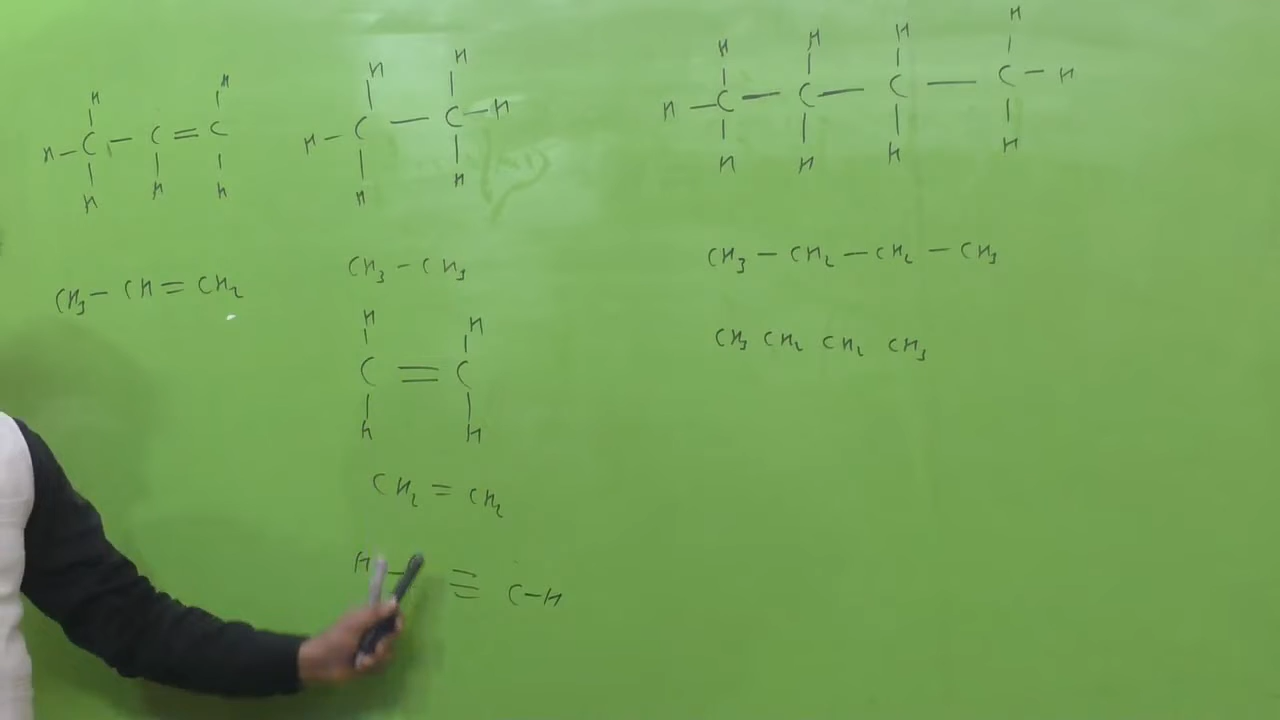 H H
H – C – C = C
H H H
CH3 – CH = CH2
H H
H – C – C – H
H H
CH3 – CH3
H H
C = C
H H
CH2 = CH2
H – ≡ C – H
H H H H
H – C – C – C – C – H
H H H H
CH3 – CH2 – CH2 – CH3
CH3 CH2 CH2 CH3